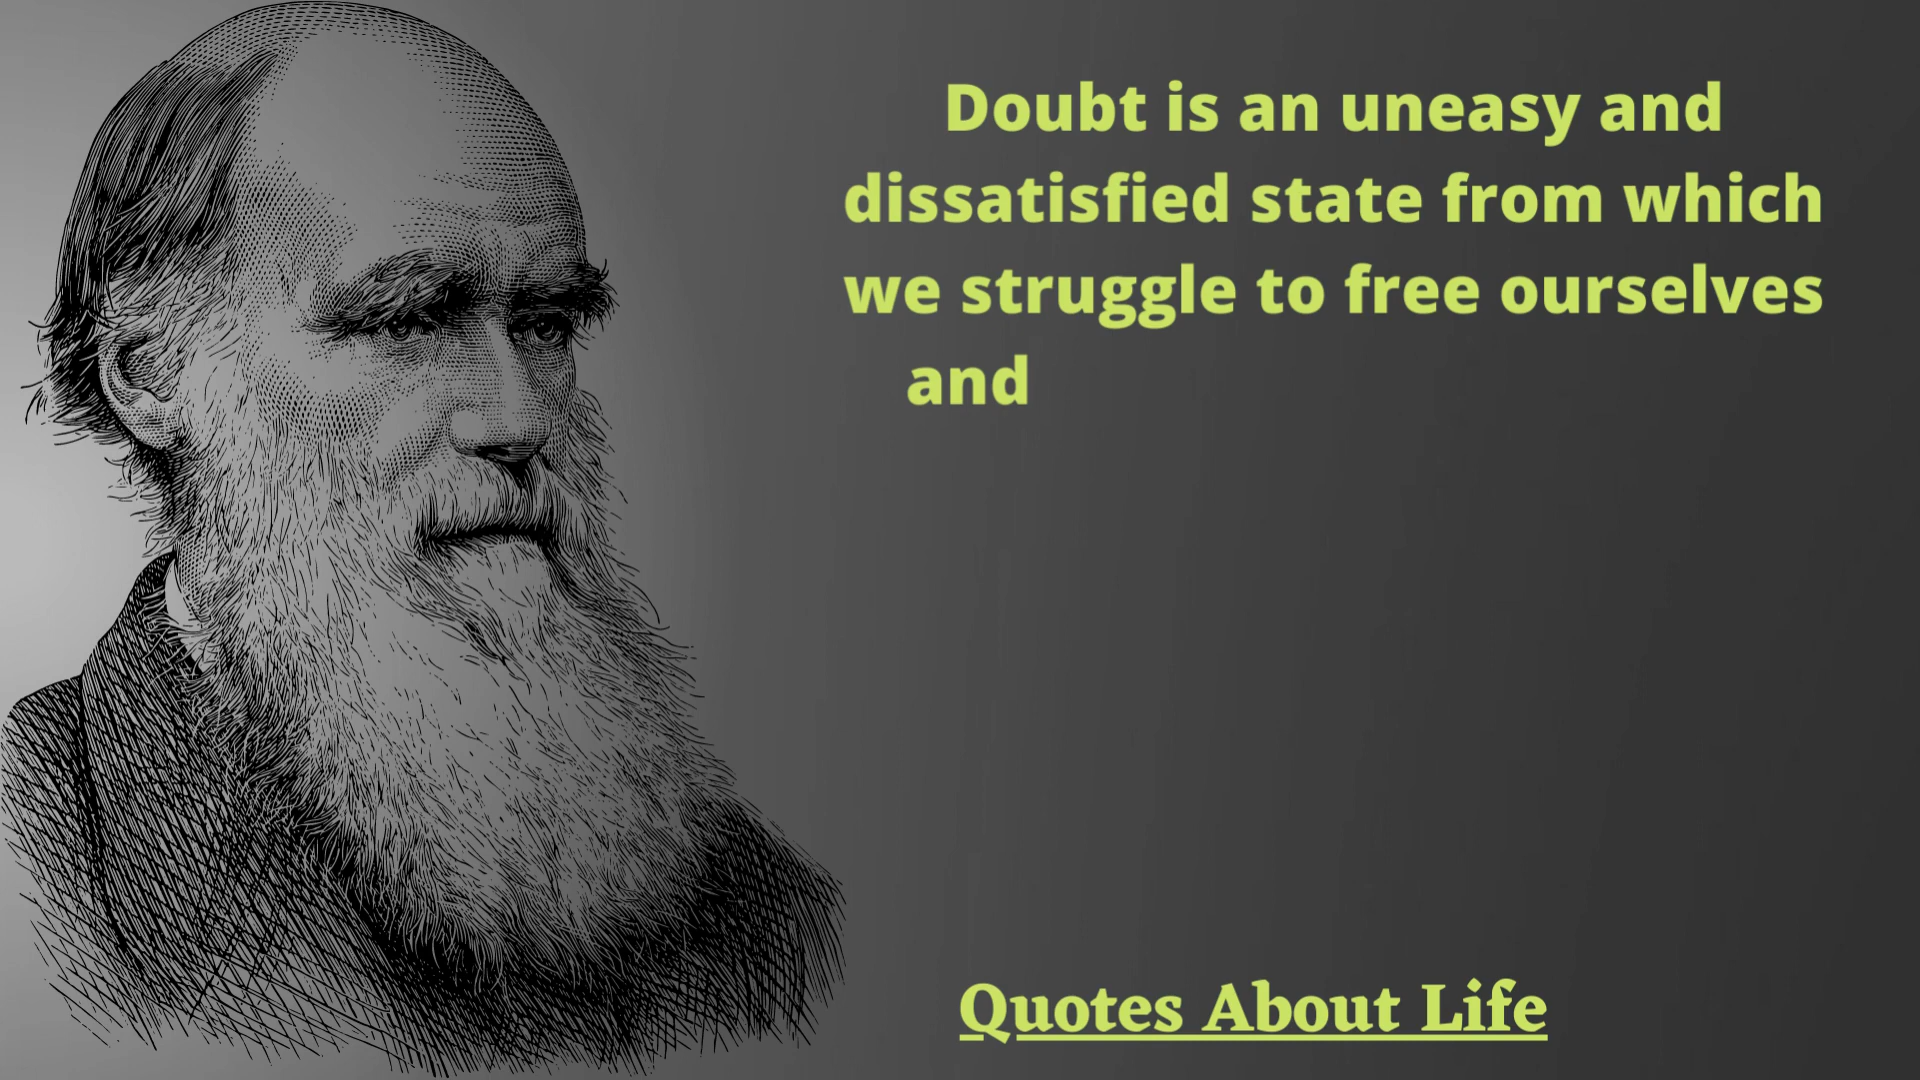 Doubt is an uneasy and
dissatisfied state from which
we struggle to free ourselves
and
Quotes About Life